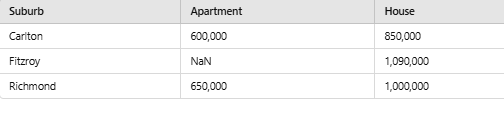 Suburb Apartment House
Carlton 600,000 850,000
Fitzroy NaN 1,090,000
Richmond 650,000 1,000,000